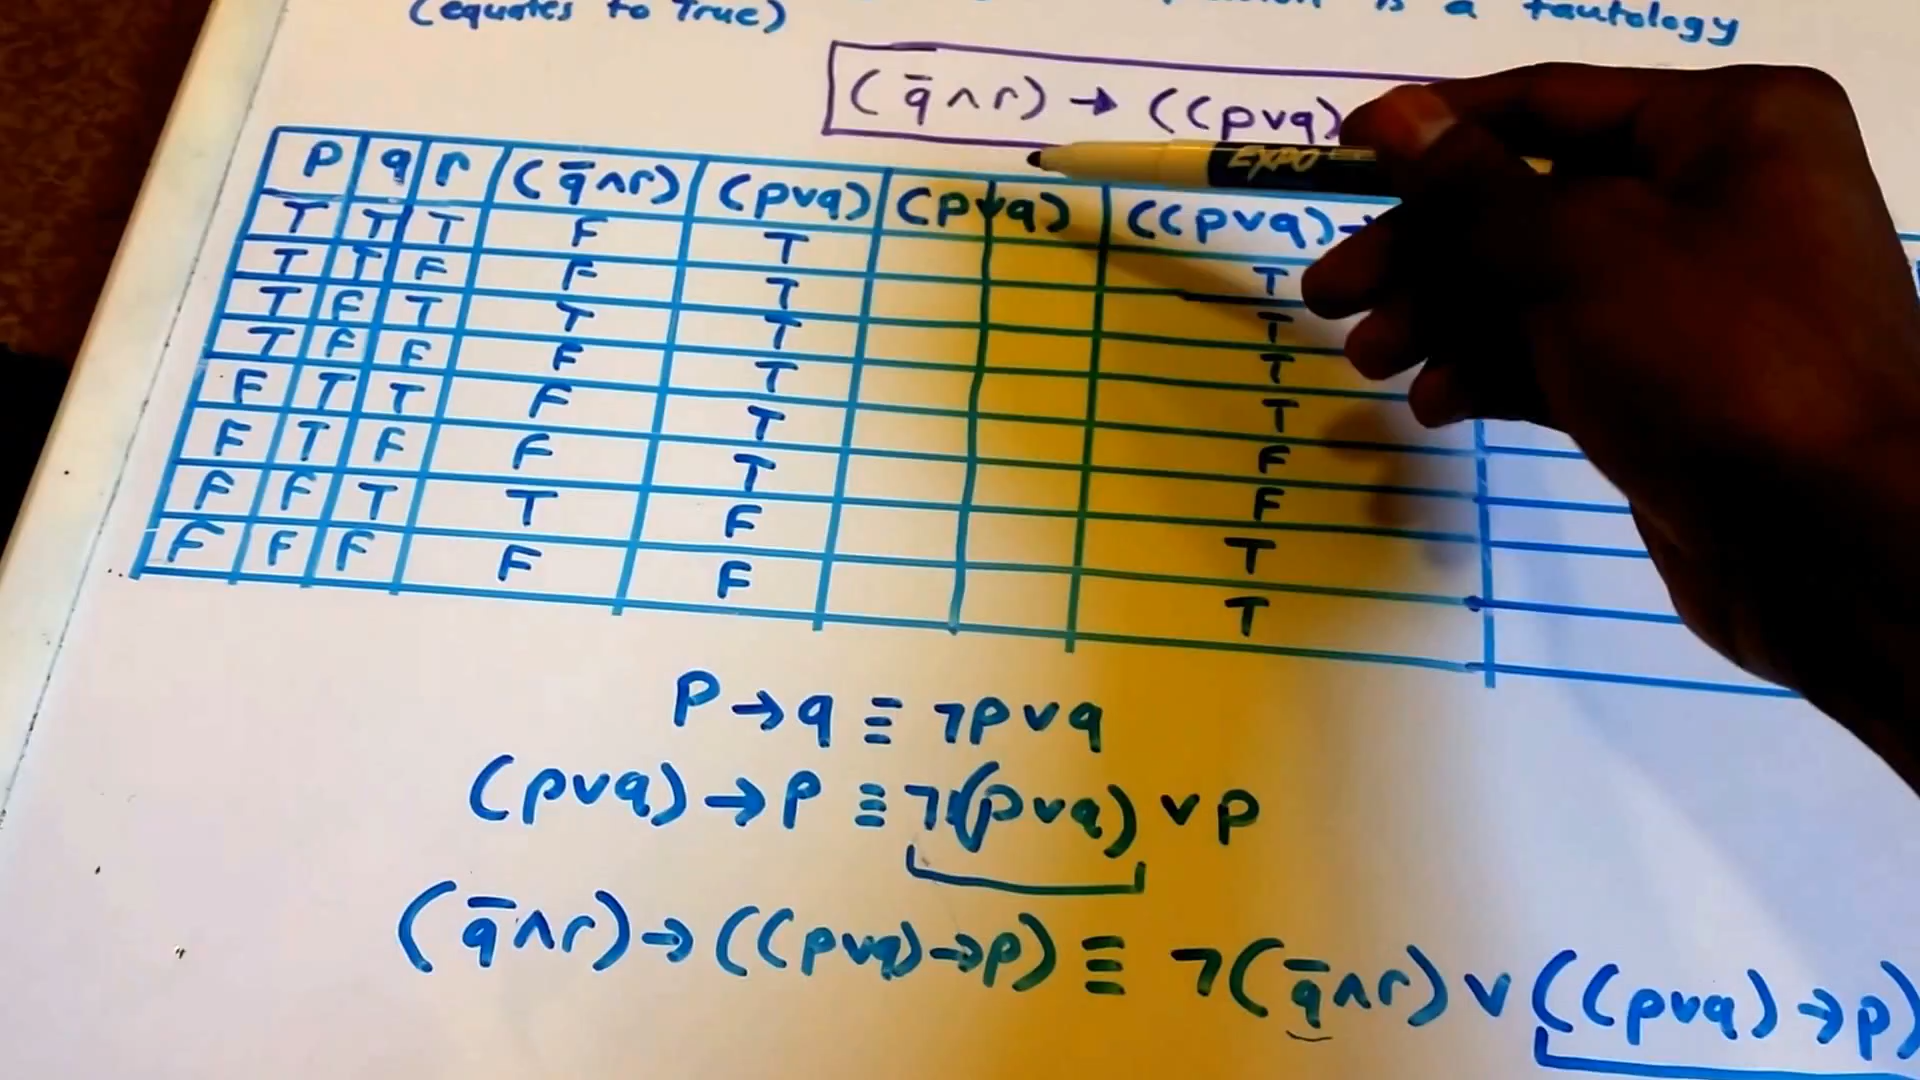 (equates to True) is a tautology
(q̅∧r) → ((p∨q)
EXPO
p q r (q̅∧r) (p∨q) (p∨q) ((p∨q)→
T T T F T T
T T F F T T
T F T T T T
T F F F T T
F T T F T F
F T F F T F
F F T T F T
F F F F F T
P → q ≡ ¬p∨q
(p∨q) → p ≡ ¬(p∨q) ∨ p
(q̅∧r) → ((p∨q)→p) ≡ ¬(q̅∧r) ∨ ((p∨q)→p)